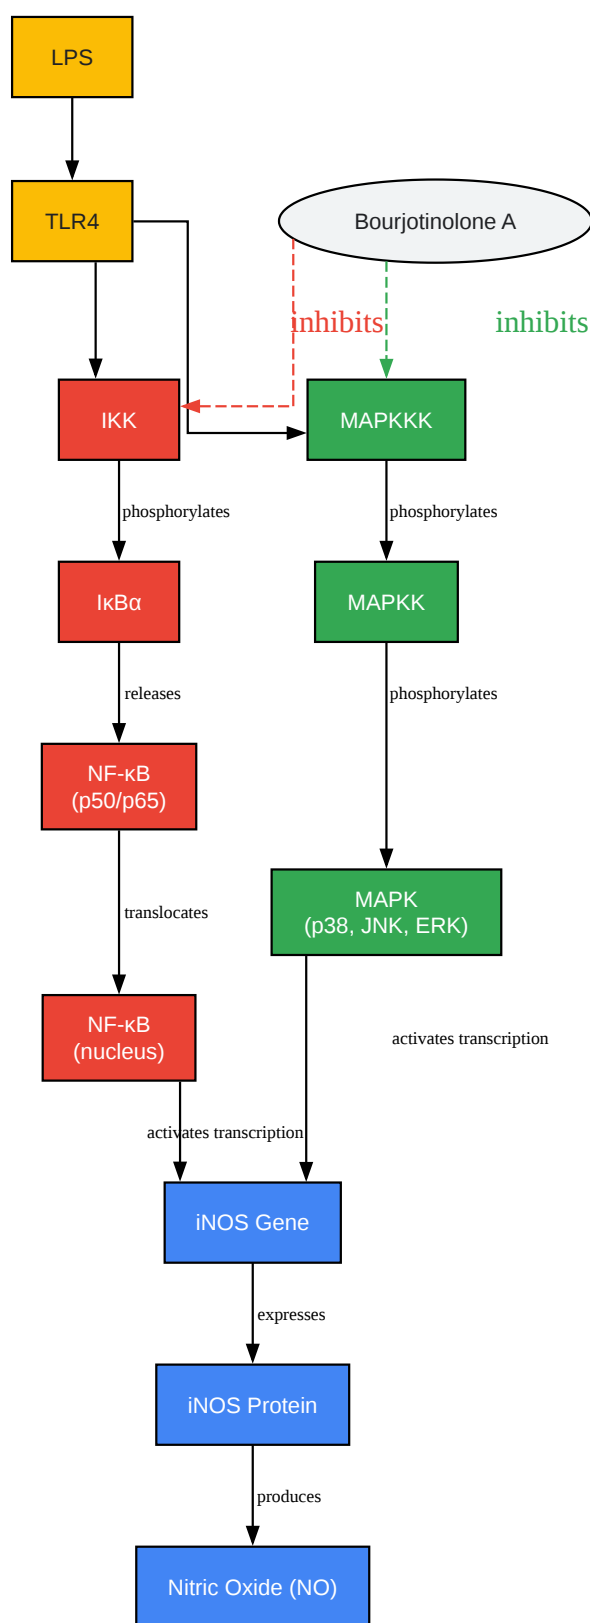 LPS
TLR4
Bourjotinolone A
inhibits
inhibits
IKK
MAPKKK
phosphorylates
phosphorylates
IκBα
MAPKK
releases
phosphorylates
NF-κB
(p50/p65)
MAPK
(p38, JNK, ERK)
translocates
NF-κB
(nucleus)
activates transcription
activates transcription
iNOS Gene
expresses
iNOS Protein
produces
Nitric Oxide (NO)